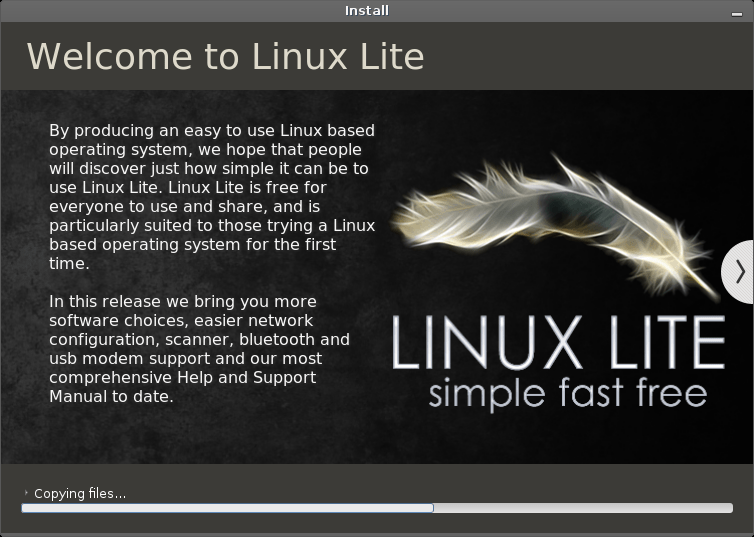 Install
Welcome to Linux Lite
By producing an easy to use Linux based
operating system, we hope that people
will discover just how simple it can be to
use Linux Lite. Linux Lite is free for
everyone to use and share, and is
particularly suited to those trying a Linux
based operating system for the first
time.
In this release we bring you more
software choices, easier network
configuration, scanner, bluetooth and
usb modem support and our most
comprehensive Help and Support
Manual to date.
LINUX LITE
simple fast free
Copying files...